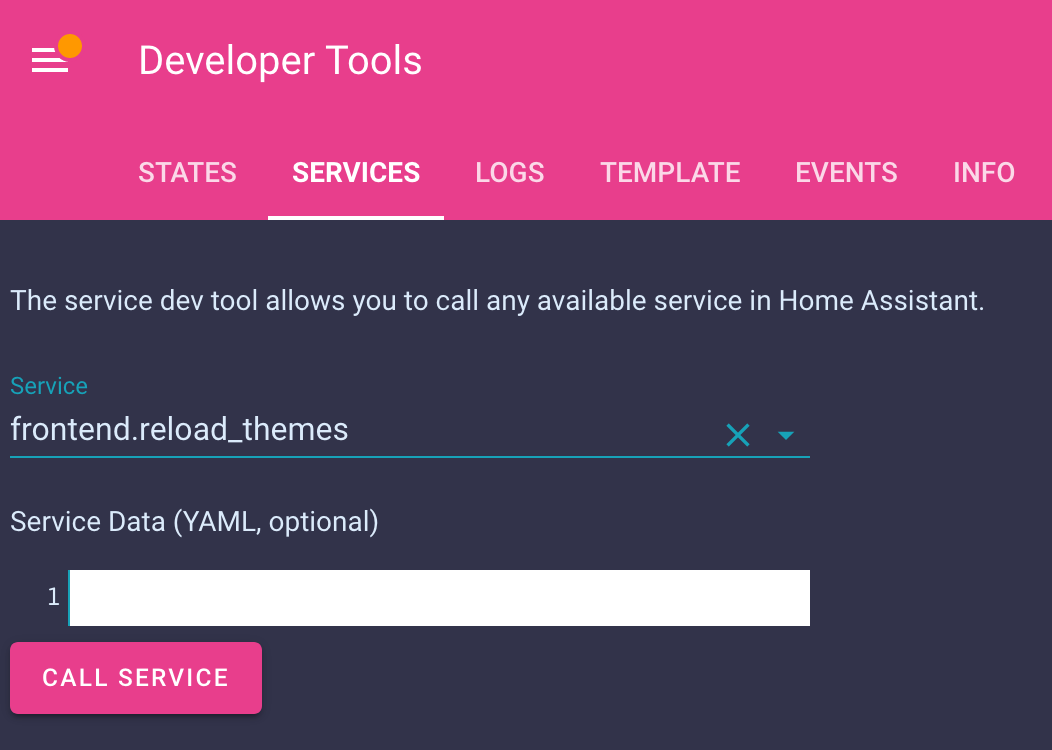 Developer Tools
STATES SERVICES LOGS TEMPLATE EVENTS INFO
The service dev tool allows you to call any available service in Home Assistant.
Service
frontend.reload_themes
Service Data (YAML, optional)
1
CALL SERVICE